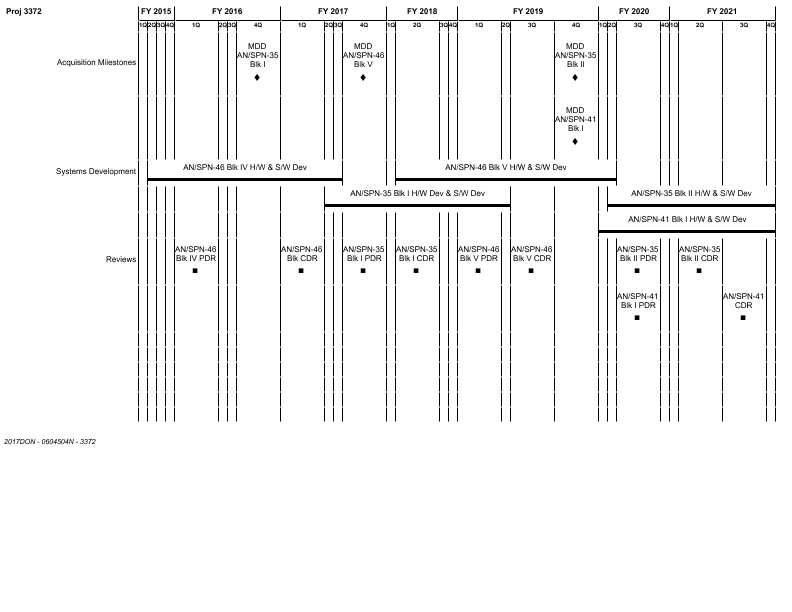 Proj 3372
FY 2015 FY 2016 FY 2017 FY 2018 FY 2019 FY 2020 FY 2021
1Q 2Q 3Q 4Q 1Q 2Q 3Q 4Q 1Q 2Q 3Q 4Q 1Q 2Q 3Q 4Q 1Q 2Q 3Q 4Q 1Q 2Q 3Q 4Q 1Q 2Q 3Q 4Q
Acquisition Milestones
MDD
AN/SPN-35
Blk I
MDD
AN/SPN-46
Blk V
MDD
AN/SPN-35
Blk II
MDD
AN/SPN-41
Blk I
Systems Development
AN/SPN-46 Blk IV H/W & S/W Dev
AN/SPN-46 Blk V H/W & S/W Dev
AN/SPN-35 Blk I H/W Dev & S/W Dev
AN/SPN-35 Blk II H/W & S/W Dev
AN/SPN-41 Blk I H/W & S/W Dev
Reviews
AN/SPN-46
Blk IV PDR
AN/SPN-46
Blk CDR
AN/SPN-35
Blk I PDR
AN/SPN-35
Blk I CDR
AN/SPN-46
Blk V PDR
AN/SPN-46
Blk V CDR
AN/SPN-35
Blk II PDR
AN/SPN-35
Blk II CDR
AN/SPN-41
Blk I PDR
AN/SPN-41
CDR
2017DON - 0604504N - 3372